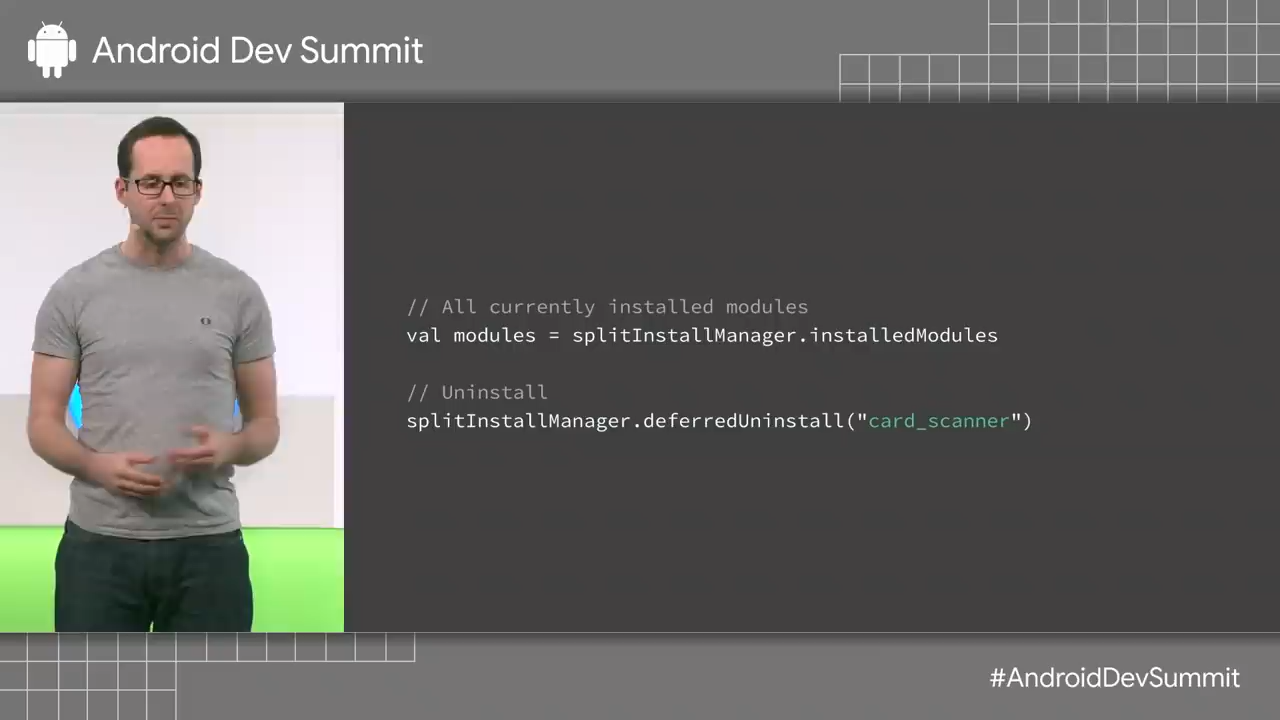 Android Dev Summit
// All currently installed modules
val modules = splitInstallManager.installedModules
// Uninstall
splitInstallManager.deferredUninstall("card_scanner")
#AndroidDevSummit